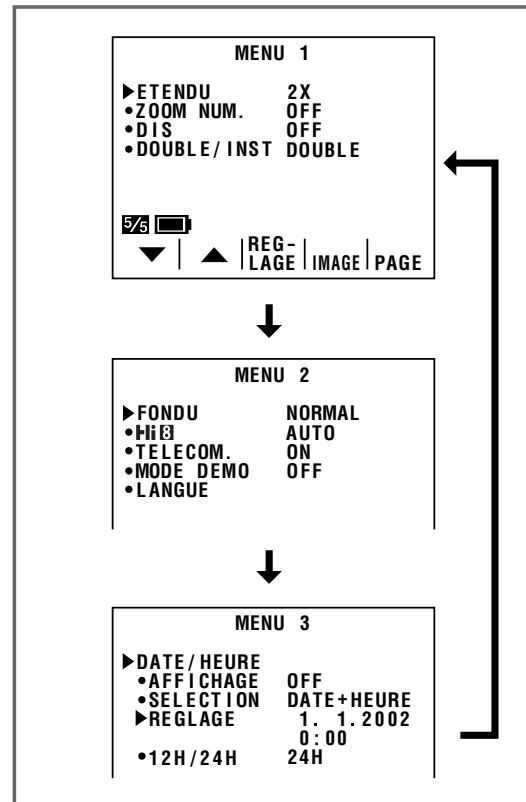 MENU 1
▶ETENDU 2X
•ZOOM NUM. OFF
•DIS OFF
•DOUBLE/INST DOUBLE
5/5
▼ | ▲ | REG-LAGE | IMAGE | PAGE
MENU 2
▶FONDU NORMAL
•Hi8 AUTO
•TELECOM. ON
•MODE DEMO OFF
•LANGUE
MENU 3
▶DATE/HEURE
•AFFICHAGE OFF
•SELECTION DATE+HEURE
▶REGLAGE 1. 1.2002
0:00
•12H/24H 24H